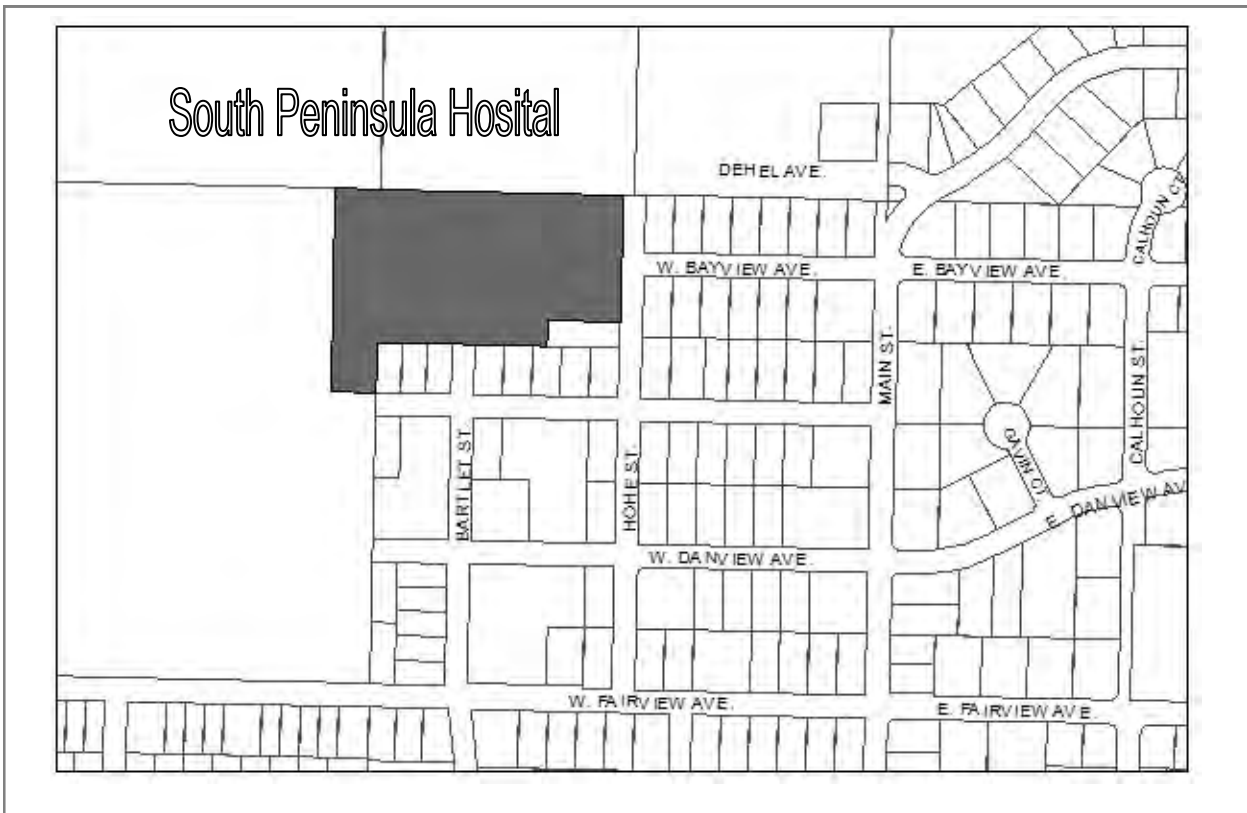 South Peninsula Hosital
DEHEL AVE.
CALHOUN CT.
W. BAYVIEW AVE.
E. BAYVIEW AVE.
MAIN ST.
CALHOUN ST.
BARTLET ST.
HOHE ST.
GAVIN CT.
E. DANVIEW AV
W. DANVIEW AVE.
W. FAIRVIEW AVE.
E. FAIRVIEW AVE.